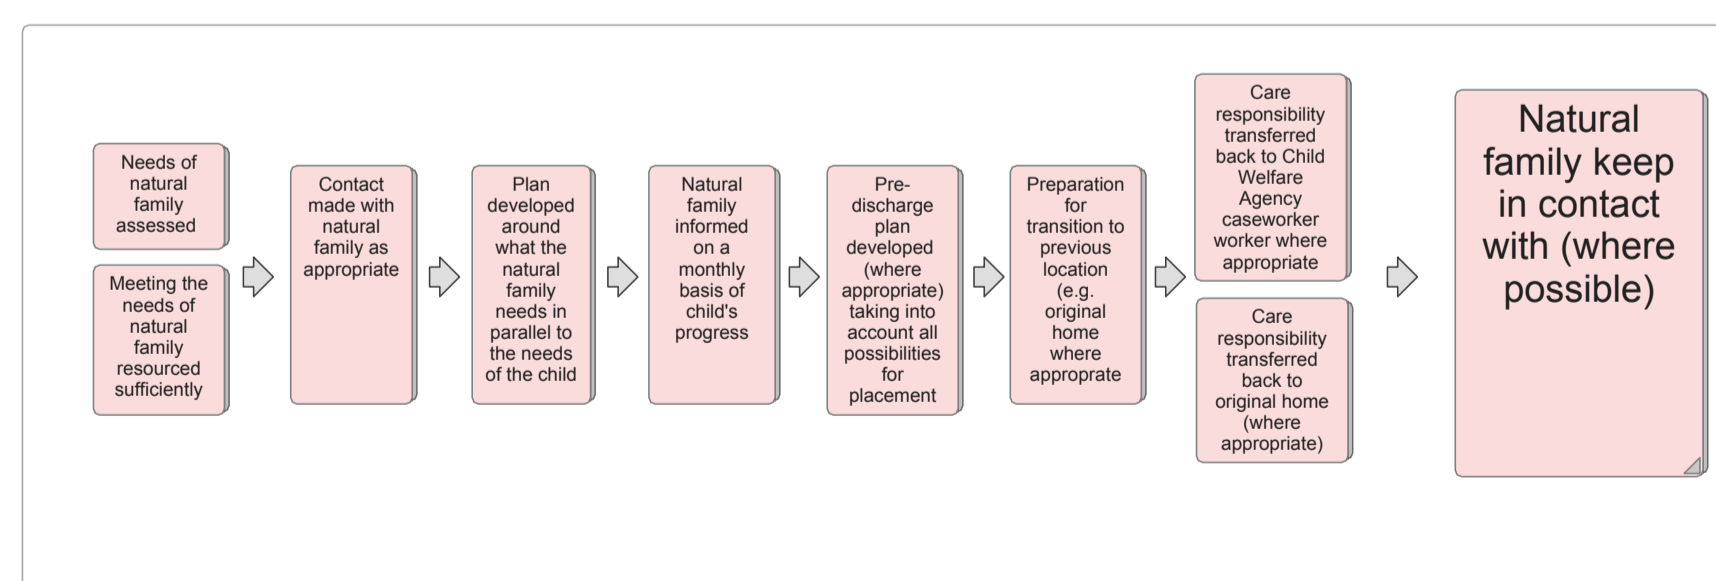 Needs of
natural
family
assessed
Meeting the
needs of
natural
family
resourced
sufficiently
Contact
made with
natural
family as
appropriate
Plan
developed
around
what the
natural
family
needs in
parallel to
the needs
of the child
Natural
family
informed
on a
monthly
basis of
child's
progress
Pre-
discharge
plan
developed
(where
appropriate)
taking into
account all
possibilities
for
placement
Preparation
for
transition to
previous
location
(e.g.
original
home
where
approprate
Care
responsibility
transferred
back to Child
Welfare
Agency
caseworker
worker where
appropriate
Care
responsibility
transferred
back to
original home
(where
appropriate)
Natural
family keep
in contact
with (where
possible)